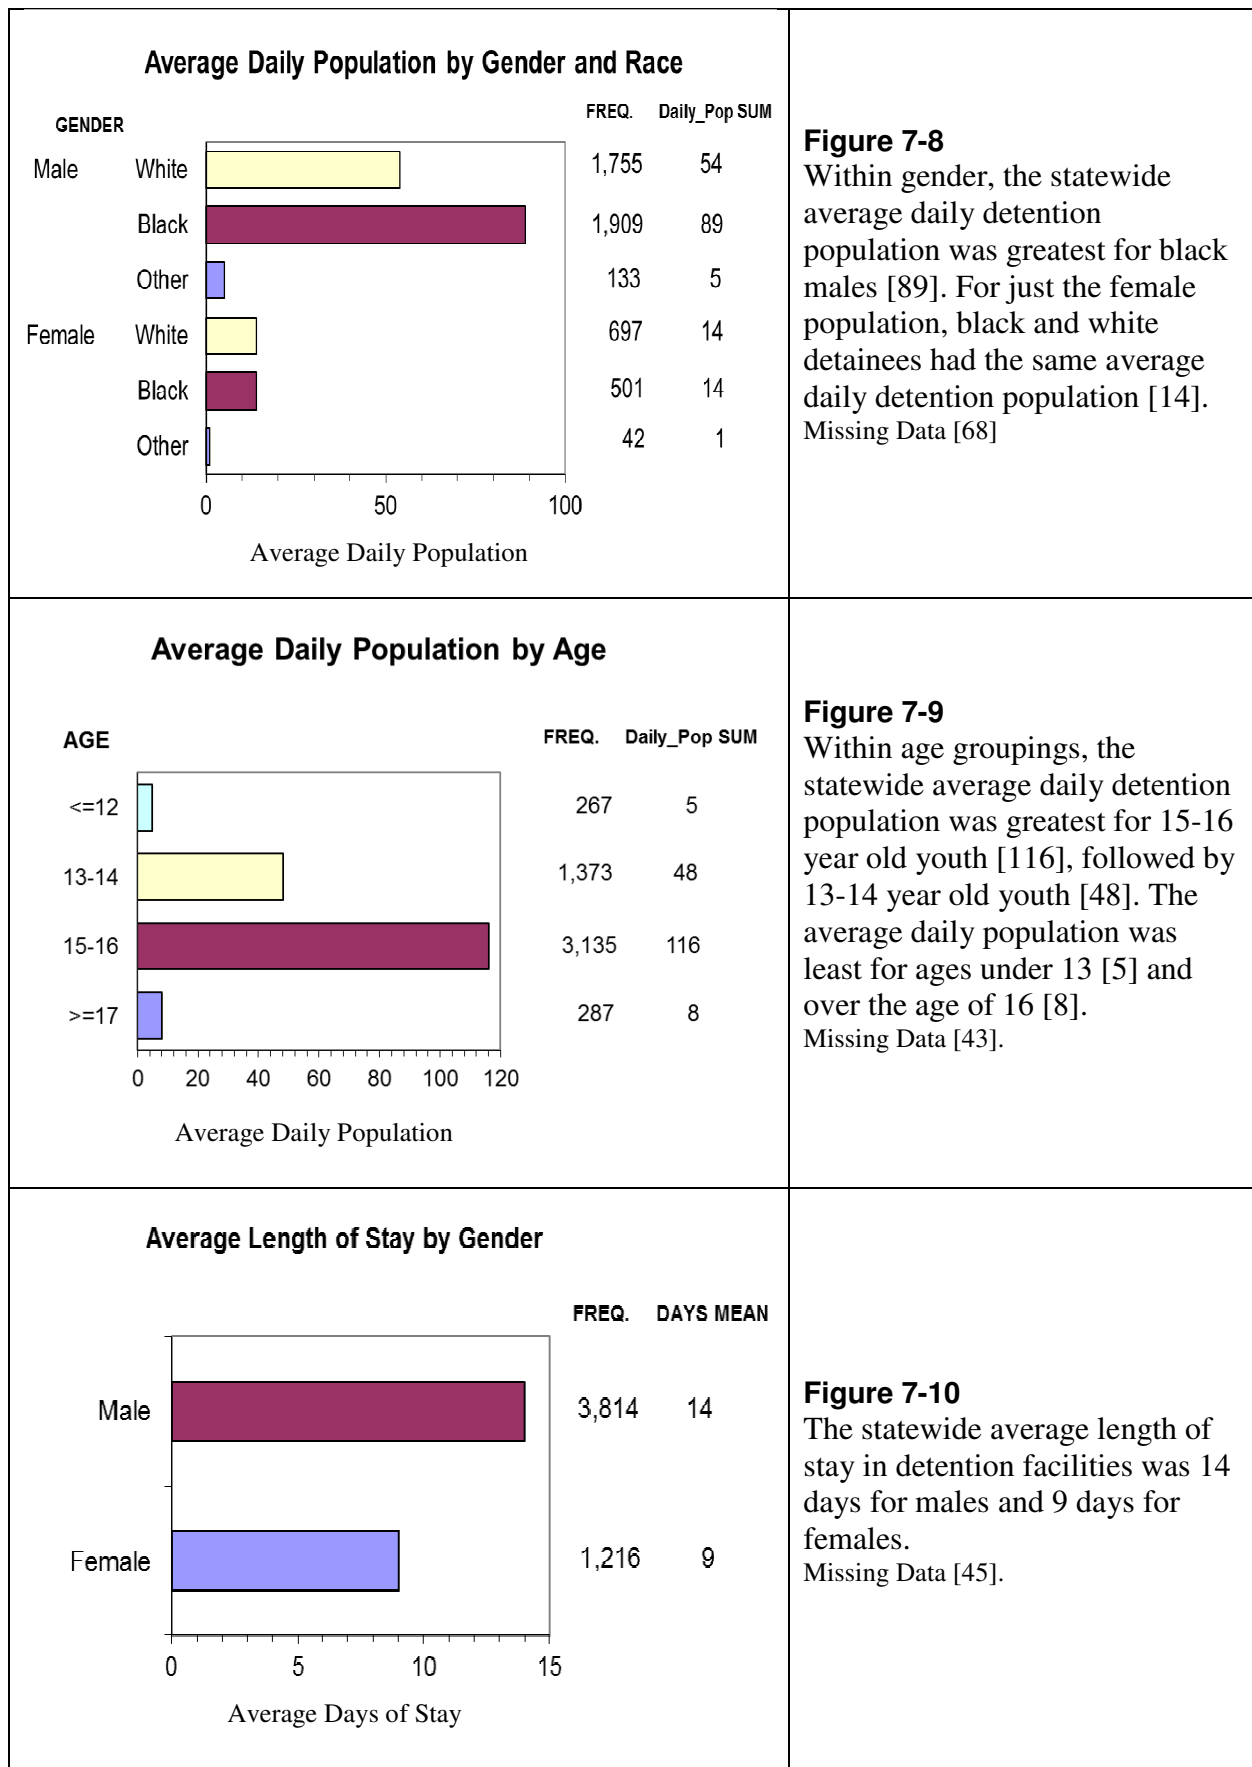 Average Daily Population by Gender and Race
FREQ. Daily_Pop SUM
GENDER
Male White 1,755 54
Black 1,909 89
Other 133 5
Female White 697 14
Black 501 14
Other 42 1
0 50 100
Average Daily Population
Figure 7-8
Within gender, the statewide
average daily detention
population was greatest for black
males [89]. For just the female
population, black and white
detainees had the same average
daily detention population [14].
Missing Data [68]
Average Daily Population by Age
AGE FREQ. Daily_Pop SUM
<=12 267 5
13-14 1,373 48
15-16 3,135 116
>=17 287 8
0 20 40 60 80 100 120
Average Daily Population
Figure 7-9
Within age groupings, the
statewide average daily detention
population was greatest for 15-16
year old youth [116], followed by
13-14 year old youth [48]. The
average daily population was
least for ages under 13 [5] and
over the age of 16 [8].
Missing Data [43].
Average Length of Stay by Gender
FREQ. DAYS MEAN
Male 3,814 14
Female 1,216 9
0 5 10 15
Average Days of Stay
Figure 7-10
The statewide average length of
stay in detention facilities was 14
days for males and 9 days for
females.
Missing Data [45].